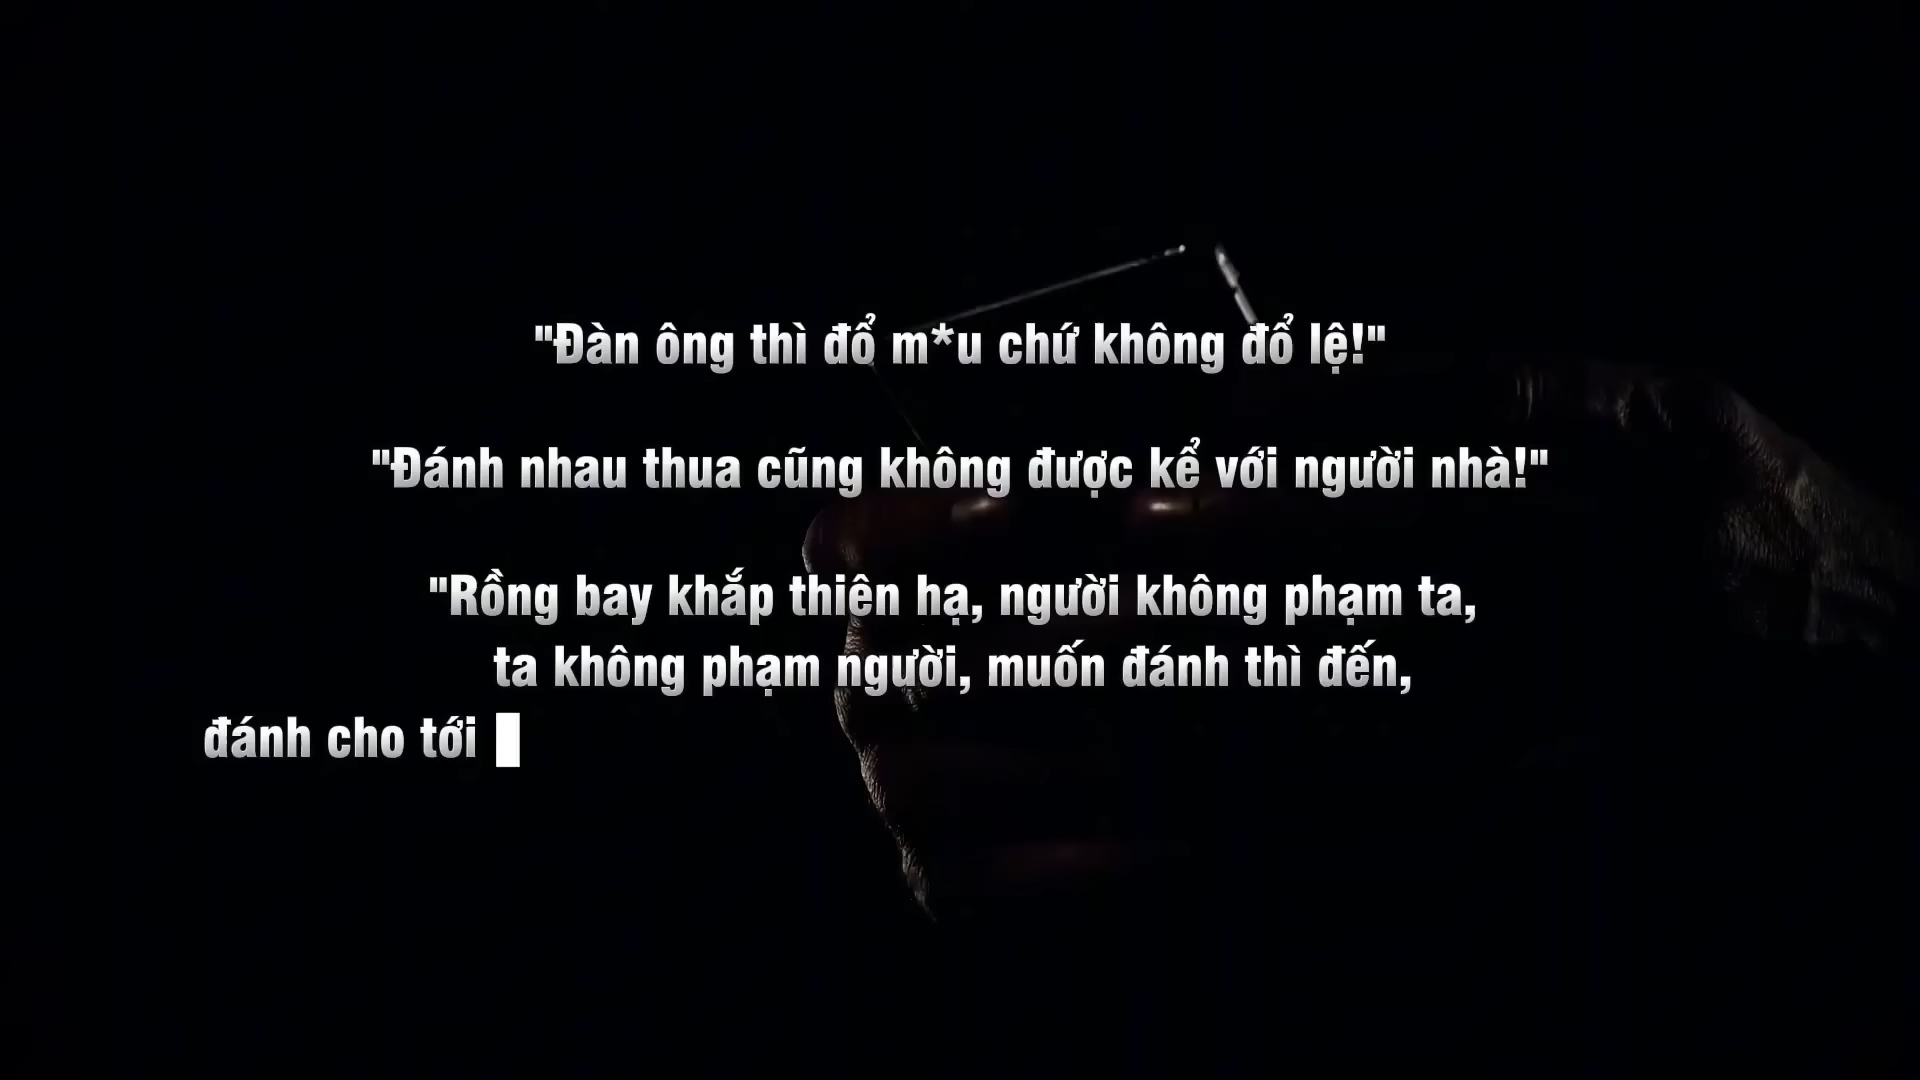 "Đàn ông thì đổ m*u chứ không đổ lệ!"
"Đánh nhau thua cũng không được kể với người nhà!"
"Rồng bay khắp thiên hạ, người không phạm ta,
ta không phạm người, muốn đánh thì đến,
đánh cho tới